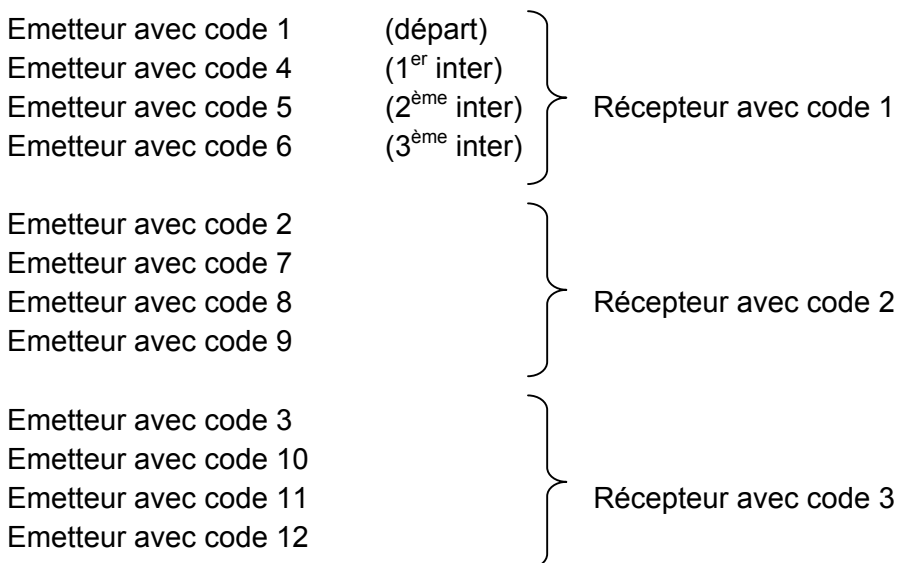 Emetteur avec code 1 (départ)
Emetteur avec code 4 (1er inter)
Emetteur avec code 5 (2ème inter) Récepteur avec code 1
Emetteur avec code 6 (3ème inter)
Emetteur avec code 2
Emetteur avec code 7
Emetteur avec code 8 Récepteur avec code 2
Emetteur avec code 9
Emetteur avec code 3
Emetteur avec code 10
Emetteur avec code 11 Récepteur avec code 3
Emetteur avec code 12